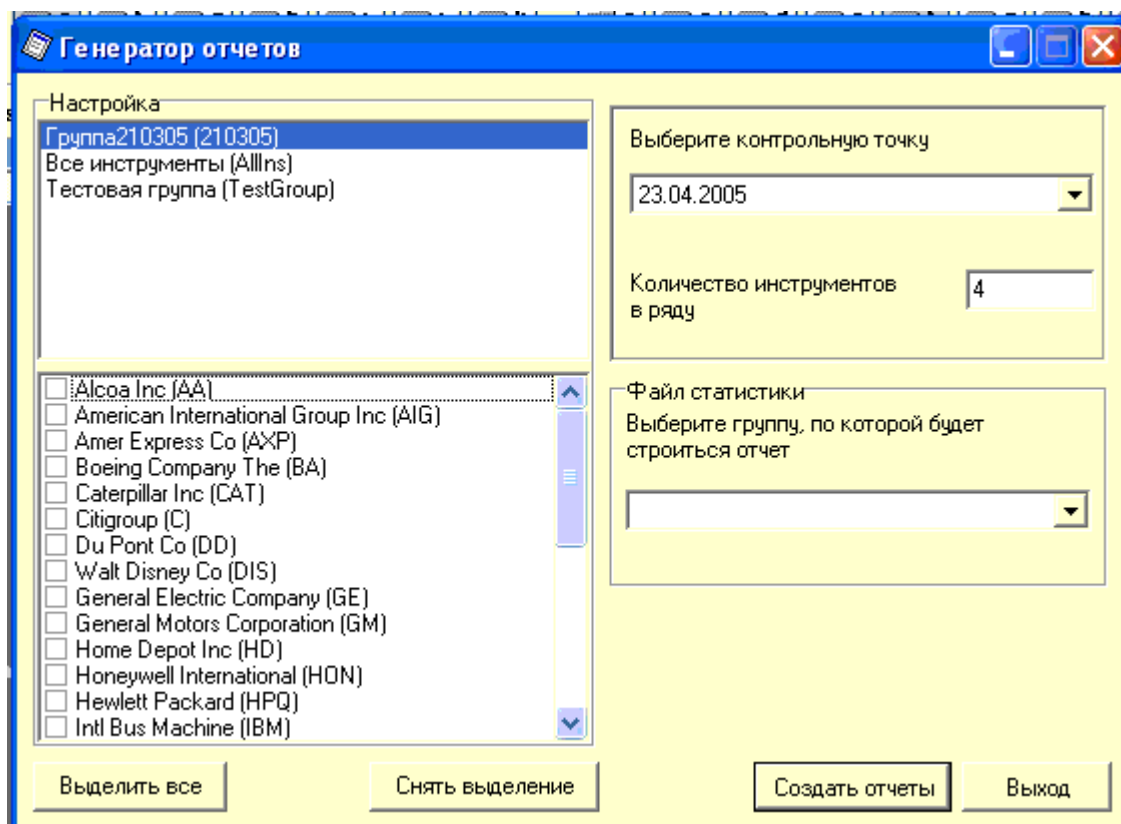 Генератор отчетов
Настройка
Группа210305 (210305)
Все инструменты (AllIns)
Тестовая группа (TestGroup)
Alcoa Inc (AA)
American International Group Inc (AIG)
Amer Express Co (AXP)
Boeing Company The (BA)
Caterpillar Inc (CAT)
Citigroup (C)
Du Pont Co (DD)
Walt Disney Co (DIS)
General Electric Company (GE)
General Motors Corporation (GM)
Home Depot Inc (HD)
Honeywell International (HON)
Hewlett Packard (HPQ)
Intl Bus Machine (IBM)
Выберите контрольную точку
23.04.2005
Количество инструментов
в ряду
4
Файл статистики
Выберите группу, по которой будет
строиться отчет
Выделить все
Снять выделение
Создать отчеты
Выход